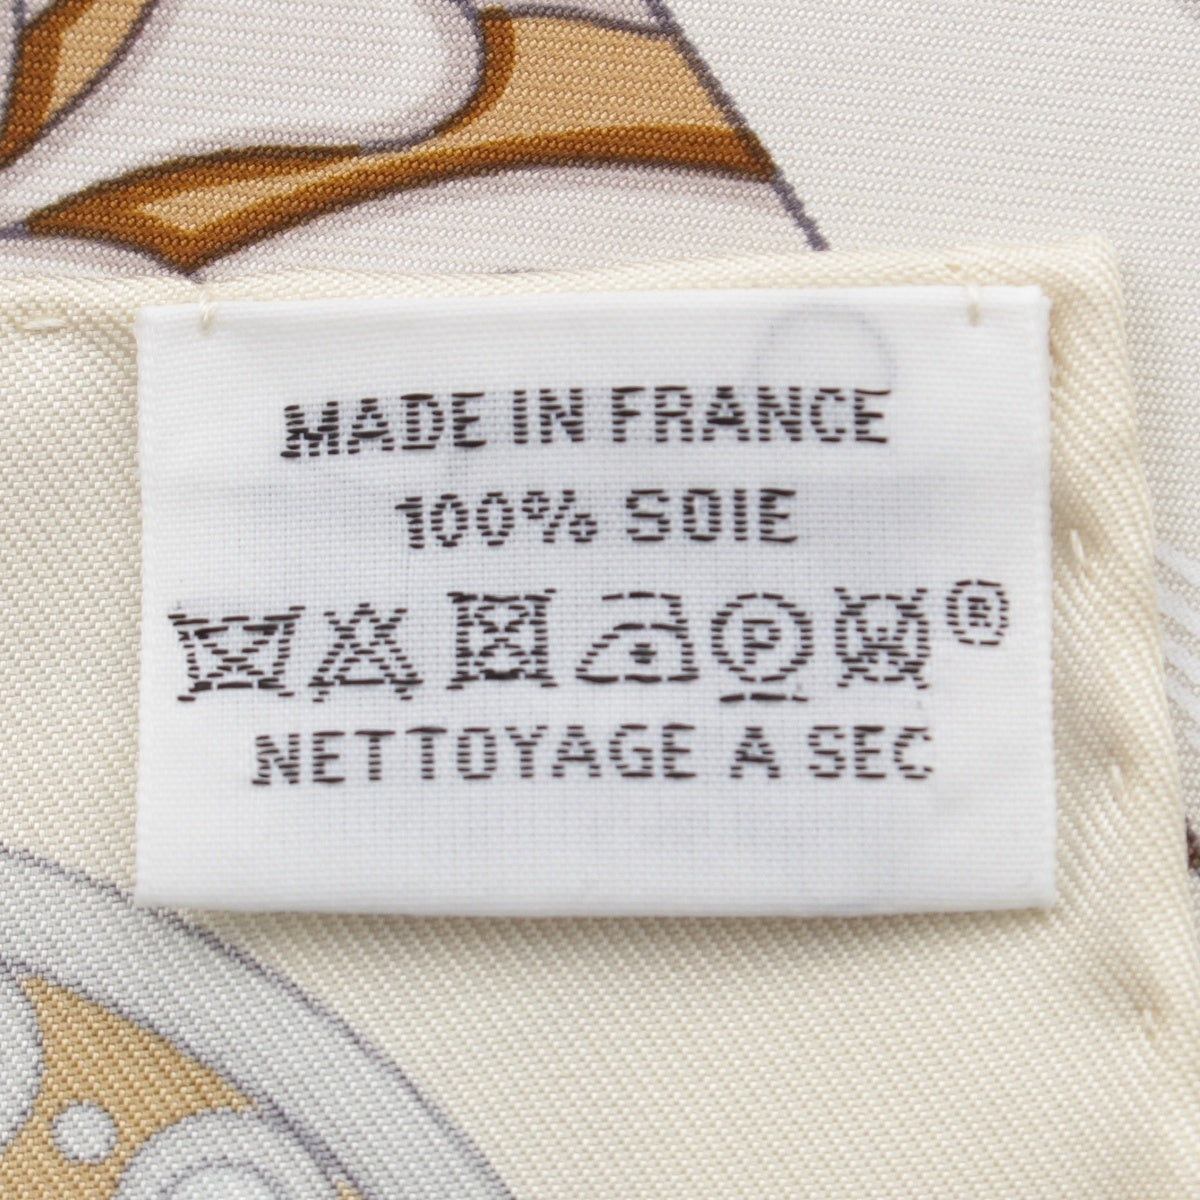 MADE IN FRANCE
100% SOIE
P W ®
NETTOYAGE A SEC